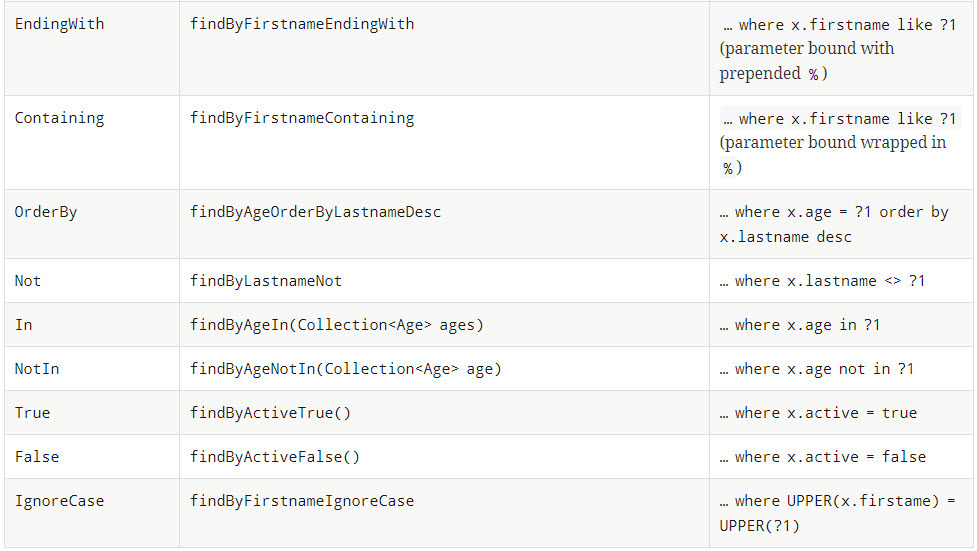 EndingWith findByFirstnameEndingWith … where x.firstname like ?1
(parameter bound with
prepended %)
Containing findByFirstnameContaining … where x.firstname like ?1
(parameter bound wrapped in
%)
OrderBy findByAgeOrderByLastnameDesc … where x.age = ?1 order by
x.lastname desc
Not findByLastnameNot … where x.lastname <> ?1
In findByAgeIn(Collection<Age> ages) … where x.age in ?1
NotIn findByAgeNotIn(Collection<Age> age) … where x.age not in ?1
True findByActiveTrue() … where x.active = true
False findByActiveFalse() … where x.active = false
IgnoreCase findByFirstnameIgnoreCase … where UPPER(x.firstame) =
UPPER(?1)